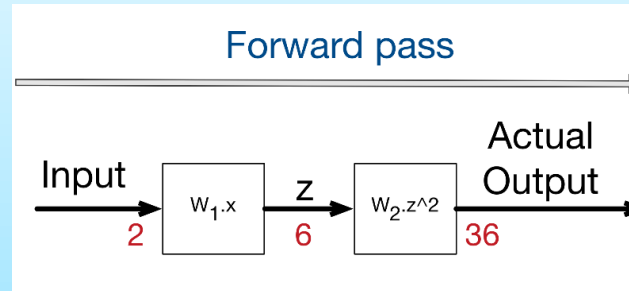 Forward pass
Actual
Input
Output
W₁.x
z
W₂.z^2
2
6
36